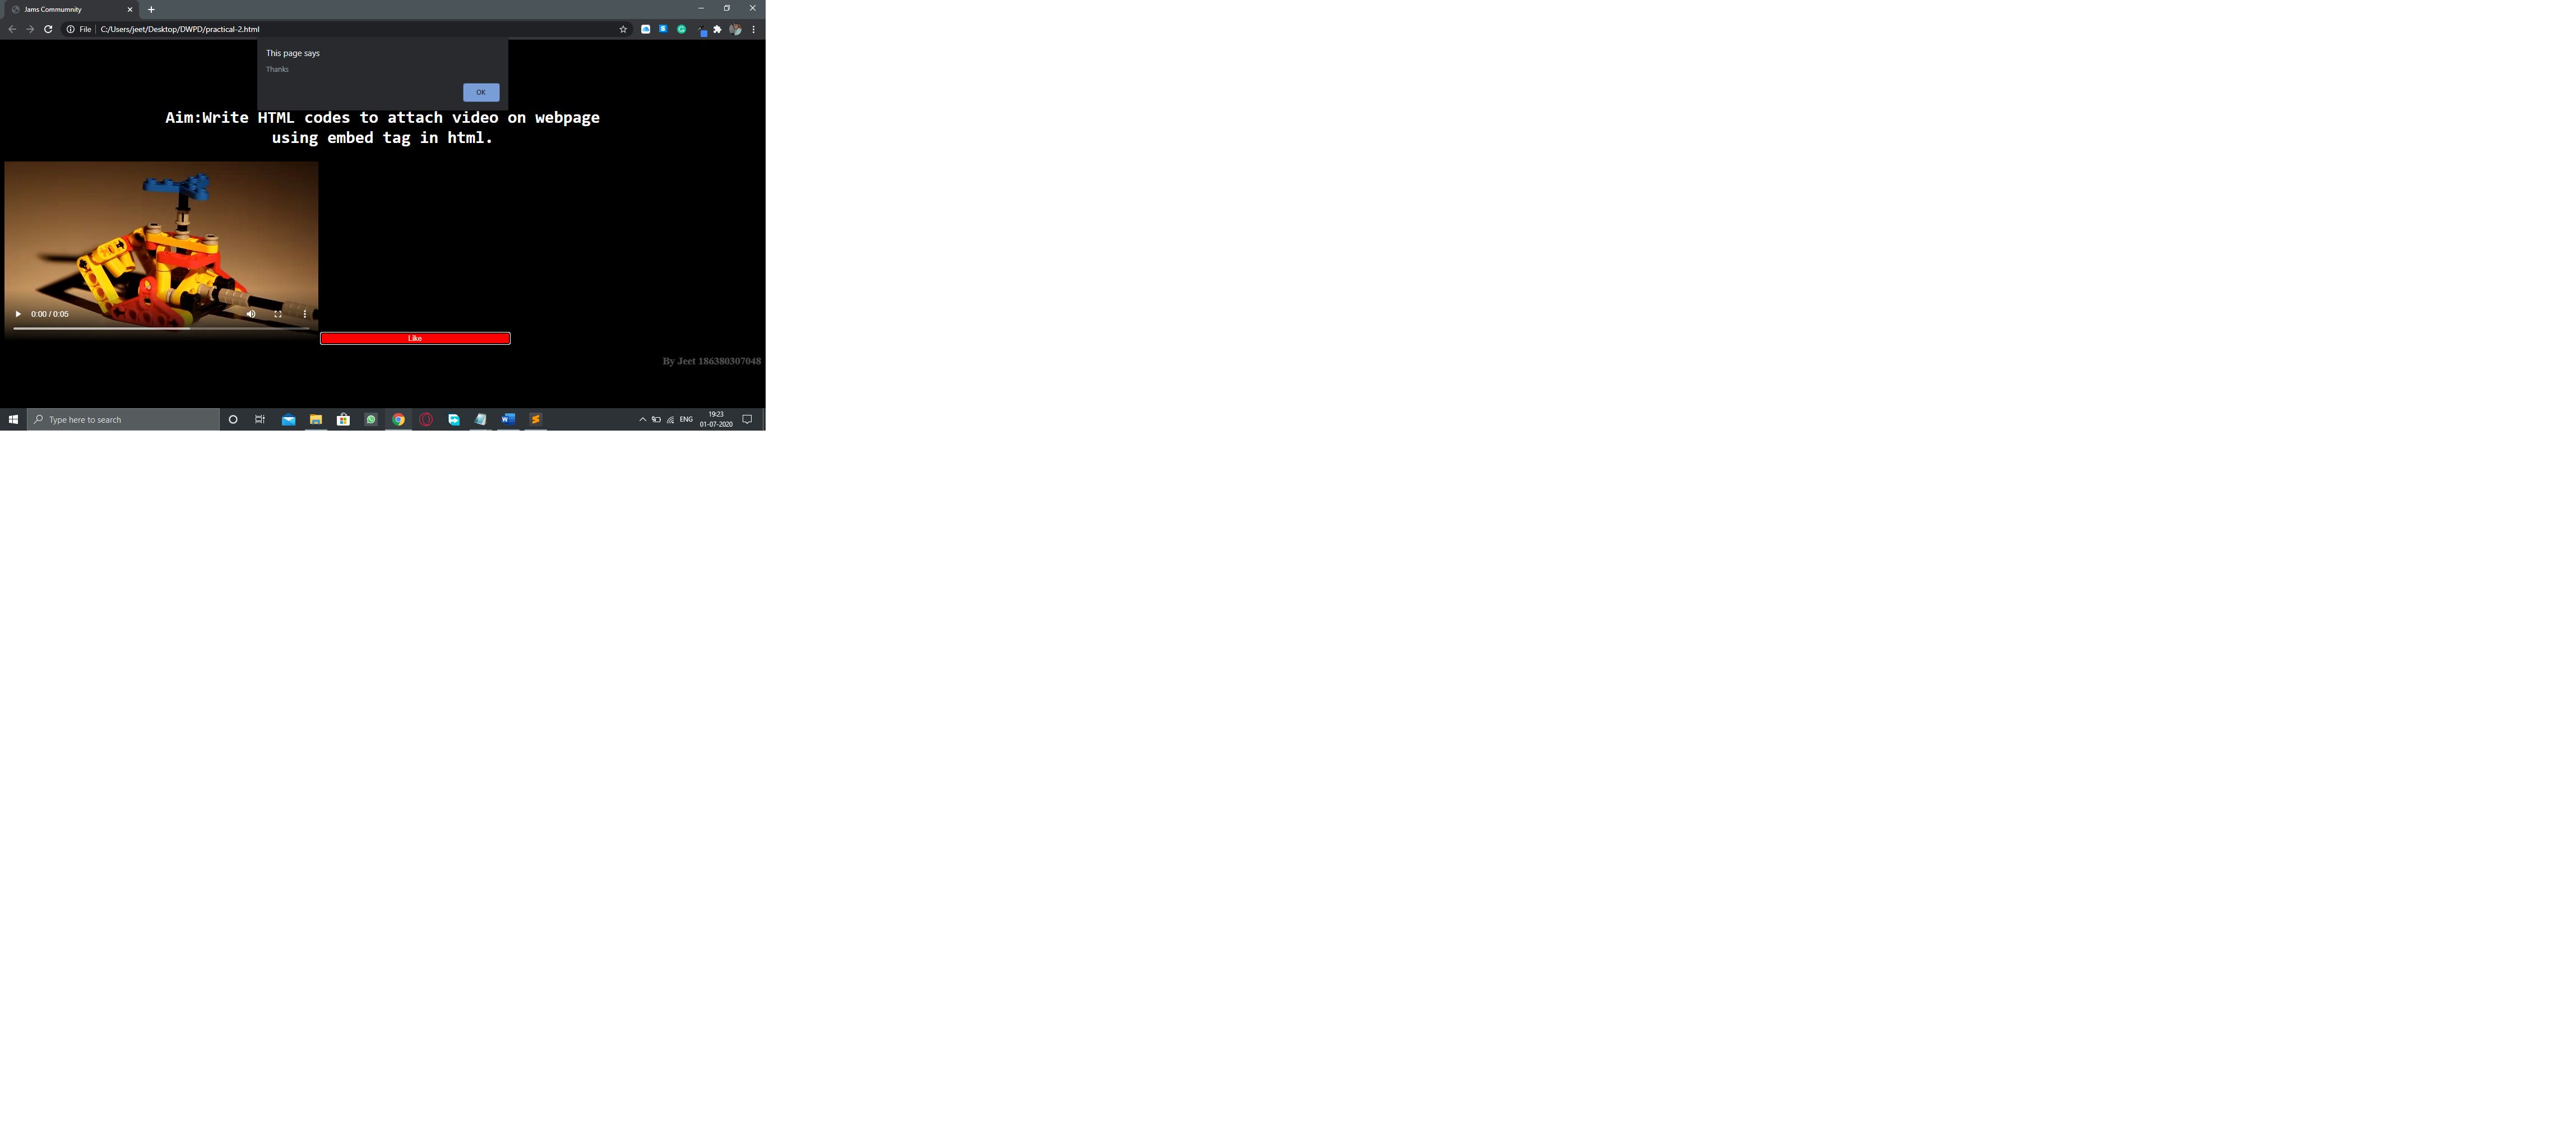 Jams Commumnity
File
C:/Users/jeet/Desktop/DWPD/practical-2.html
This page says
Thanks
OK
Aim:Write HTML codes to attach video on webpage
using embed tag in html.
0:00 / 0:05
Like
By Jeet 186380307048
Type here to search
ENG
19:23
01-07-2020